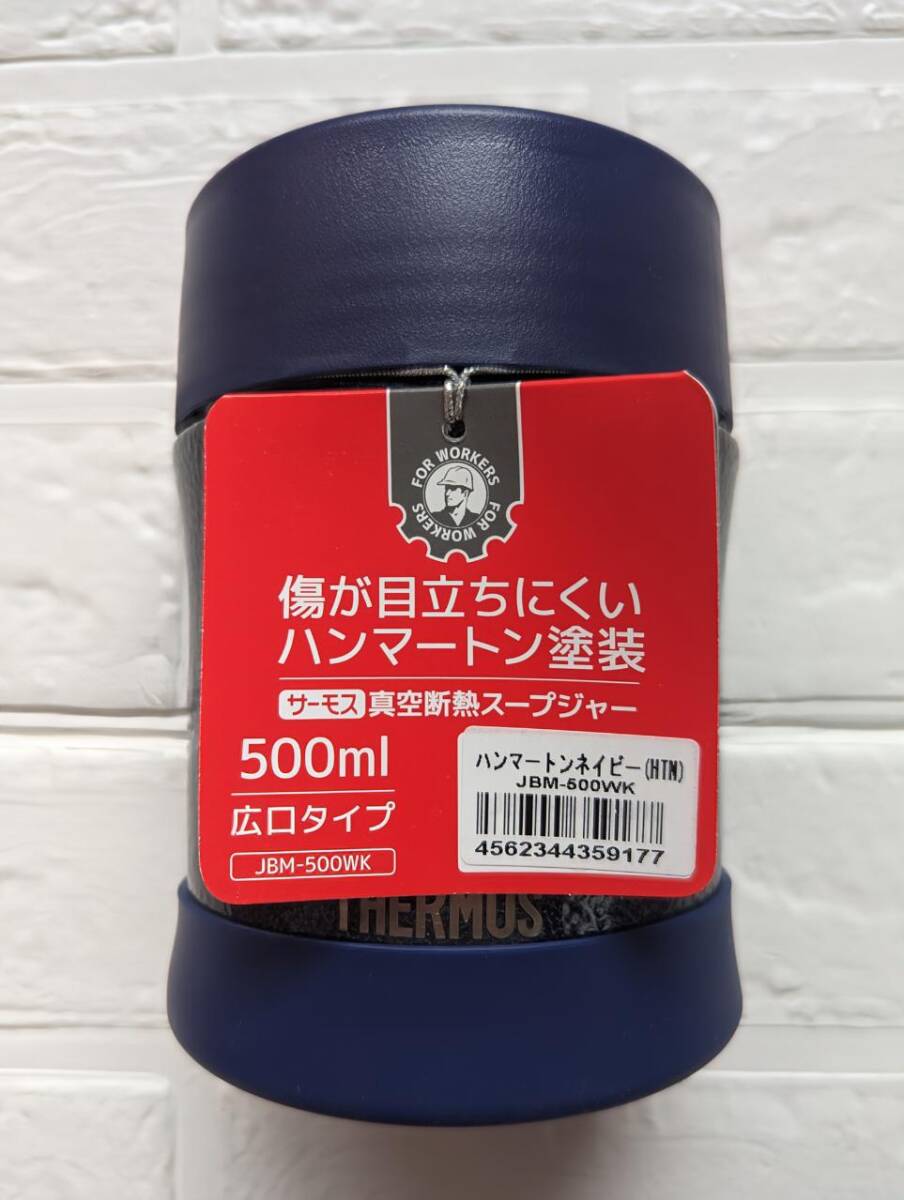 FOR WORKERS
FOR WORKERS
傷が目立ちにくい
ハンマートン塗装
サーモス 真空断熱スープジャー
500ml
広口タイプ
JBM-500WK
ハンマートンネイビー(HTN)
JBM-500WK
4562344359177
THERMOS